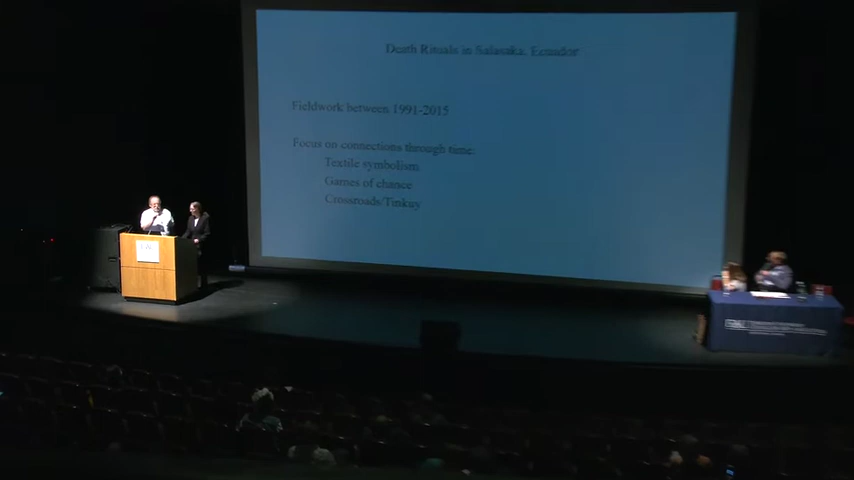 Death Rituals in Salasaka, Ecuador
Fieldwork between 1991-2015
Focus on connections through time:
Textile symbolism
Games of chance
Crossroads/Tinkuy